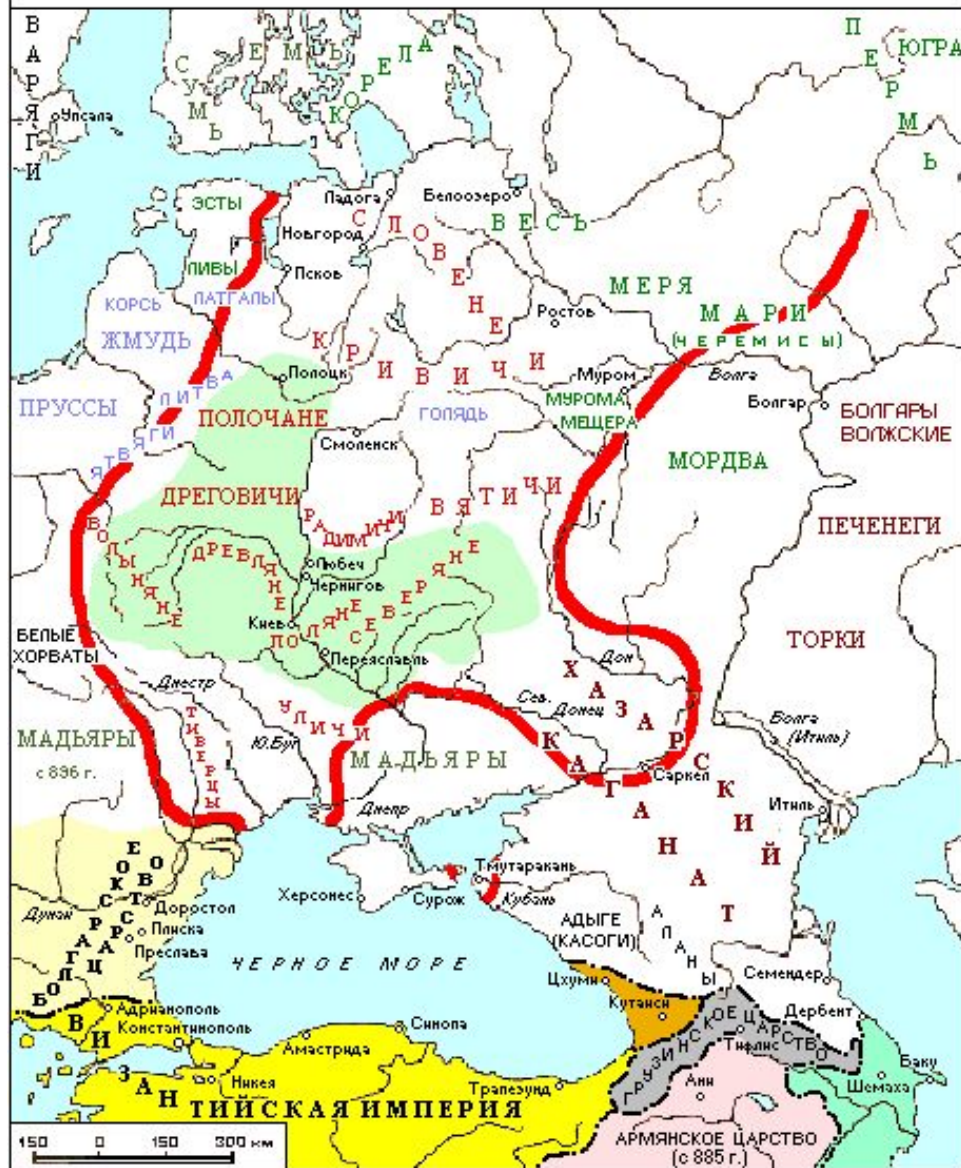 ВАРЯГИ
Упсала
СУМЬ
ЕМЬ
КОРЕЛА
ПЕРМЬ
ЮГРА
ЭСТЫ
Ладога
Белоозеро
ВЕСЬ
СЛОВЕНЕ
Новгород
Псков
ЛИВЫ
ЛАТГАЛЫ
КОРСЬ
ЖМУДЬ
МЕРЯ
МАРИ
(ЧЕРЕМИСЫ)
Ростов
КРИВИЧИ
Полоцк
Муром
Волга
Болгар
ЛИТВА
ПРУССЫ
ПОЛОЧАНЕ
ГОЛЯДЬ
МУРОМА
МЕЩЕРА
БОЛГАРЫ
ВОЛЖСКИЕ
Смоленск
ЯТВЯГИ
МОРДВА
ДРЕГОВИЧИ
РАДИМИЧИ
ВЯТИЧИ
ПЕЧЕНЕГИ
ВОЛЫНЯНЕ
ДРЕВЛЯНЕ
Любеч
Чернигов
Киев
ПОЛЯНЕ
СЕВЕРЯНЕ
Переяславль
БЕЛЫЕ
ХОРВАТЫ
ТОРКИ
Дон
Днестр
УЛИЧИ
Сев.
Донец
ХАЗАРСКИЙ
КАГАНАТ
ТИВЕРЦЫ
Ю.Буг
МАДЬЯРЫ
с 896 г.
МАДЬЯРЫ
Волга
(Итиль)
Саркел
Днепр
Итиль
Тмутаракань
Херсонес
Сурож
Кубань
Дунай
Доростол
Плиска
Преслава
БОЛГАРСКОЕ
ЦАРСТВО
АДЫГЕ
(КАСОГИ)
АЛАНЫ
ЧЕРНОЕ МОРЕ
Цхуми
Семендер
Кутаиси
Дербент
Адрианополь
Константинополь
Синопа
Амастрида
ГРУЗИНСКОЕ ЦАРСТВО
Тифлис
Баку
Шемаха
Никея
Трапезунд
Ани
ВИЗАНТИЙСКАЯ ИМПЕРИЯ
АРМЯНСКОЕ ЦАРСТВО
(с 885 г.)
150 0 150 300 км